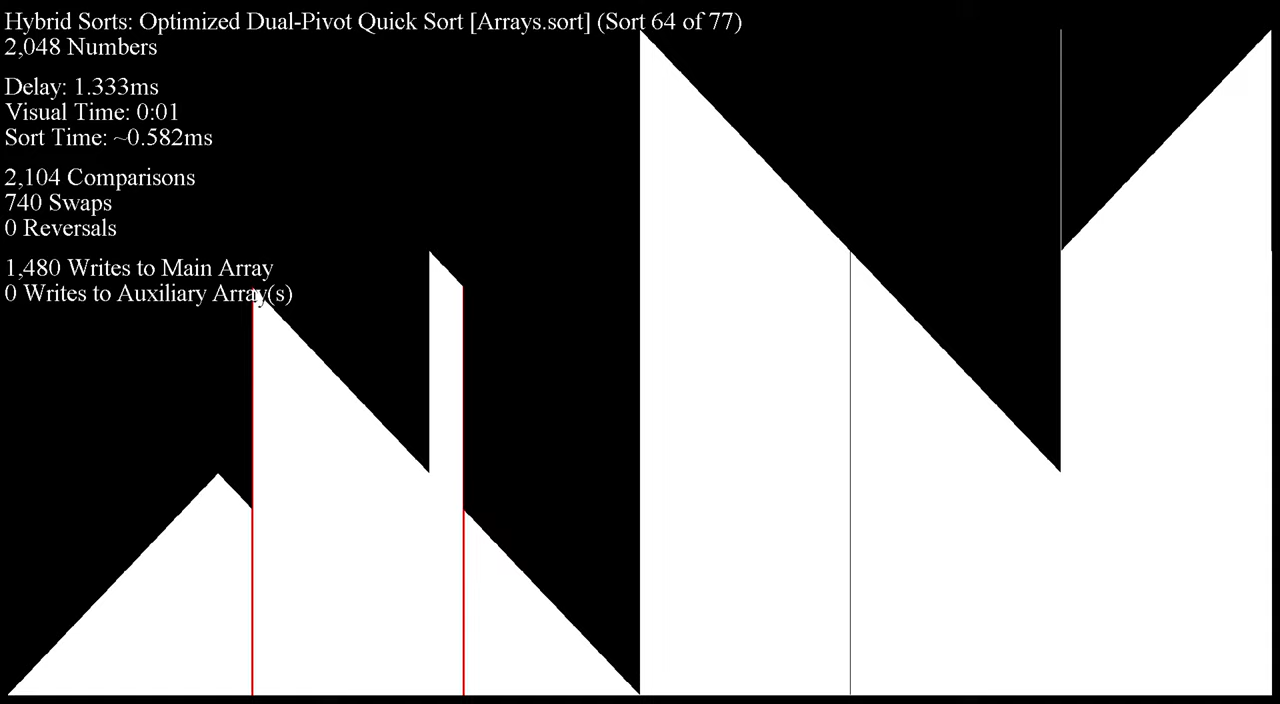 Hybrid Sorts: Optimized Dual-Pivot Quick Sort [Arrays.sort] (Sort 64 of 77)
2,048 Numbers
Delay: 1.333ms
Visual Time: 0:01
Sort Time: ~0.582ms
2,104 Comparisons
740 Swaps
0 Reversals
1,480 Writes to Main Array
0 Writes to Auxiliary Array(s)